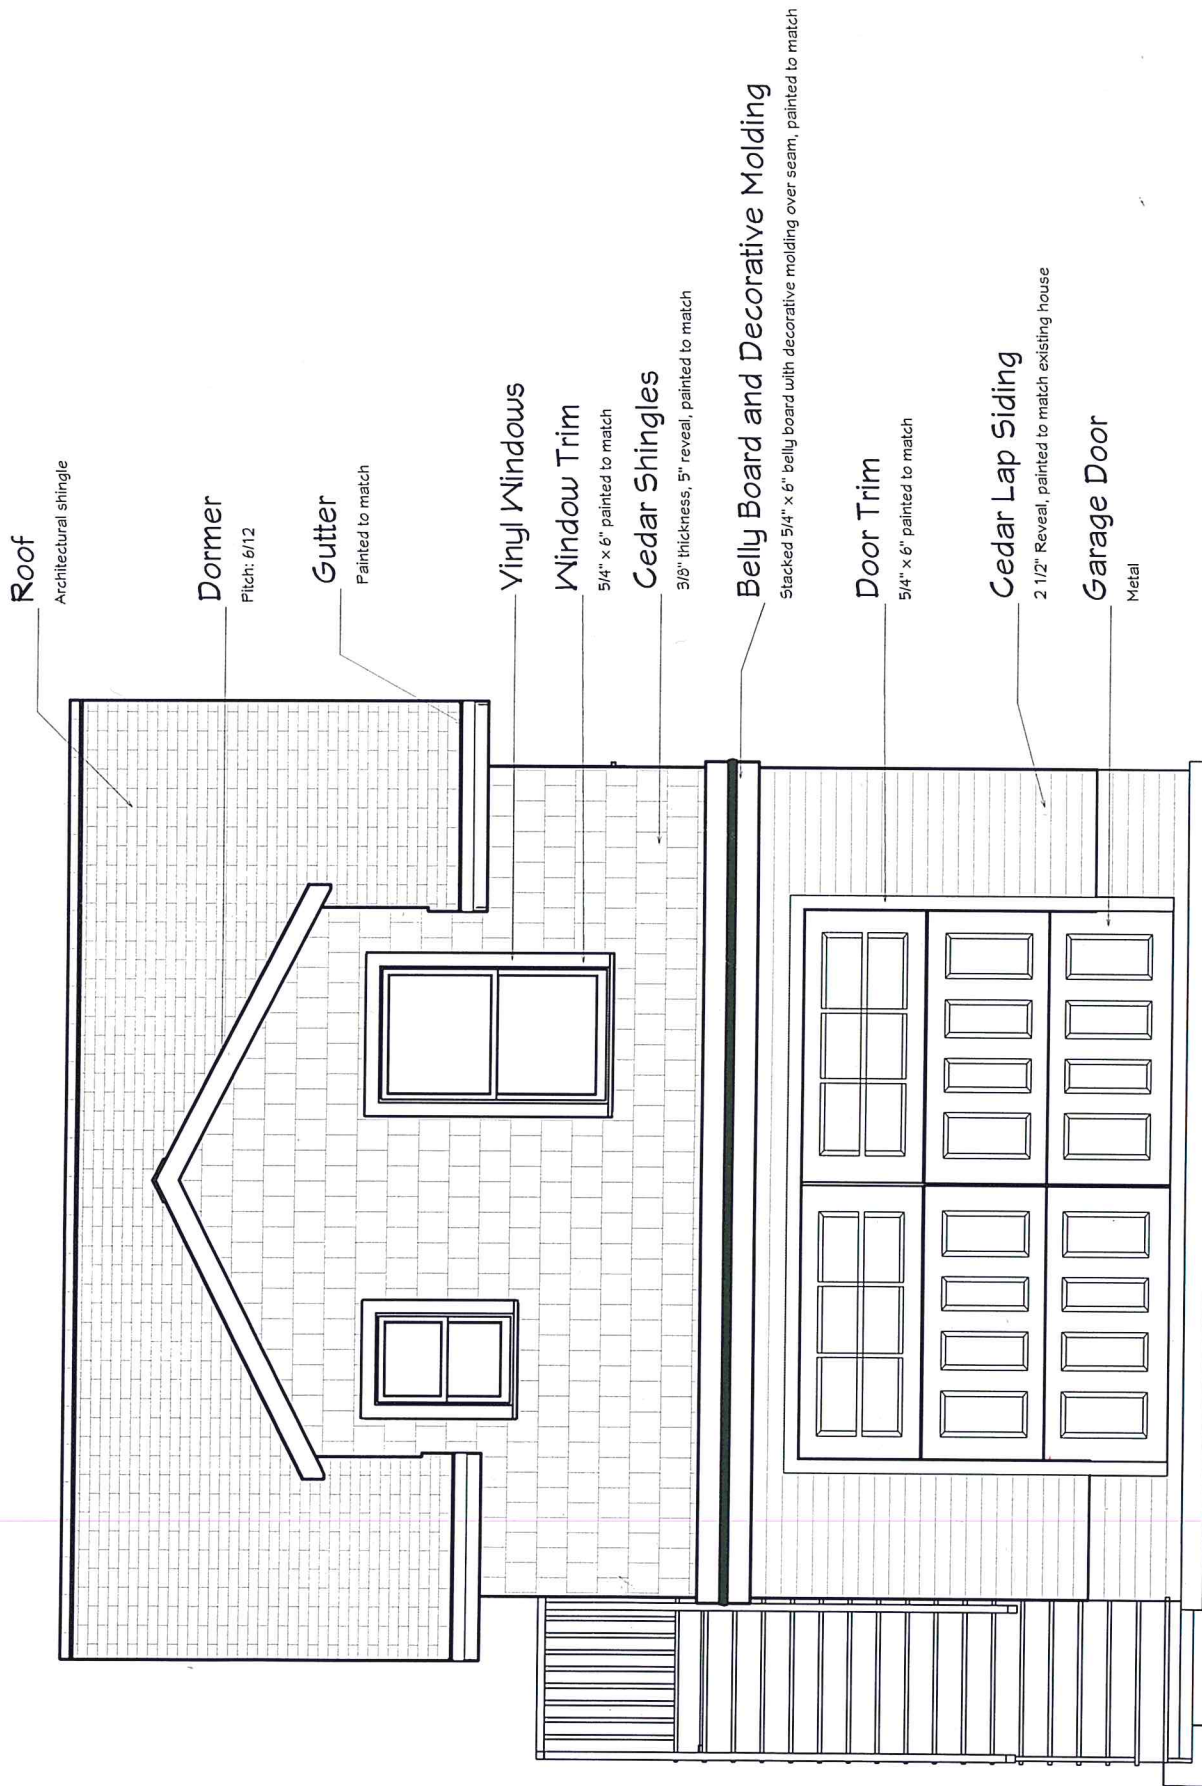 Roof
Architectural shingle
Dormer
Pitch: 6/12
Gutter
Painted to match
Vinyl Windows
Window Trim
5/4" x 6" painted to match
Cedar Shingles
3/8" thickness, 5" reveal, painted to match
Belly Board and Decorative Molding
Stacked 5/4" x 6" belly board with decorative molding over seam, painted to match
Door Trim
5/4" x 6" painted to match
Cedar Lap Siding
2 1/2" Reveal, painted to match existing house
Garage Door
Metal